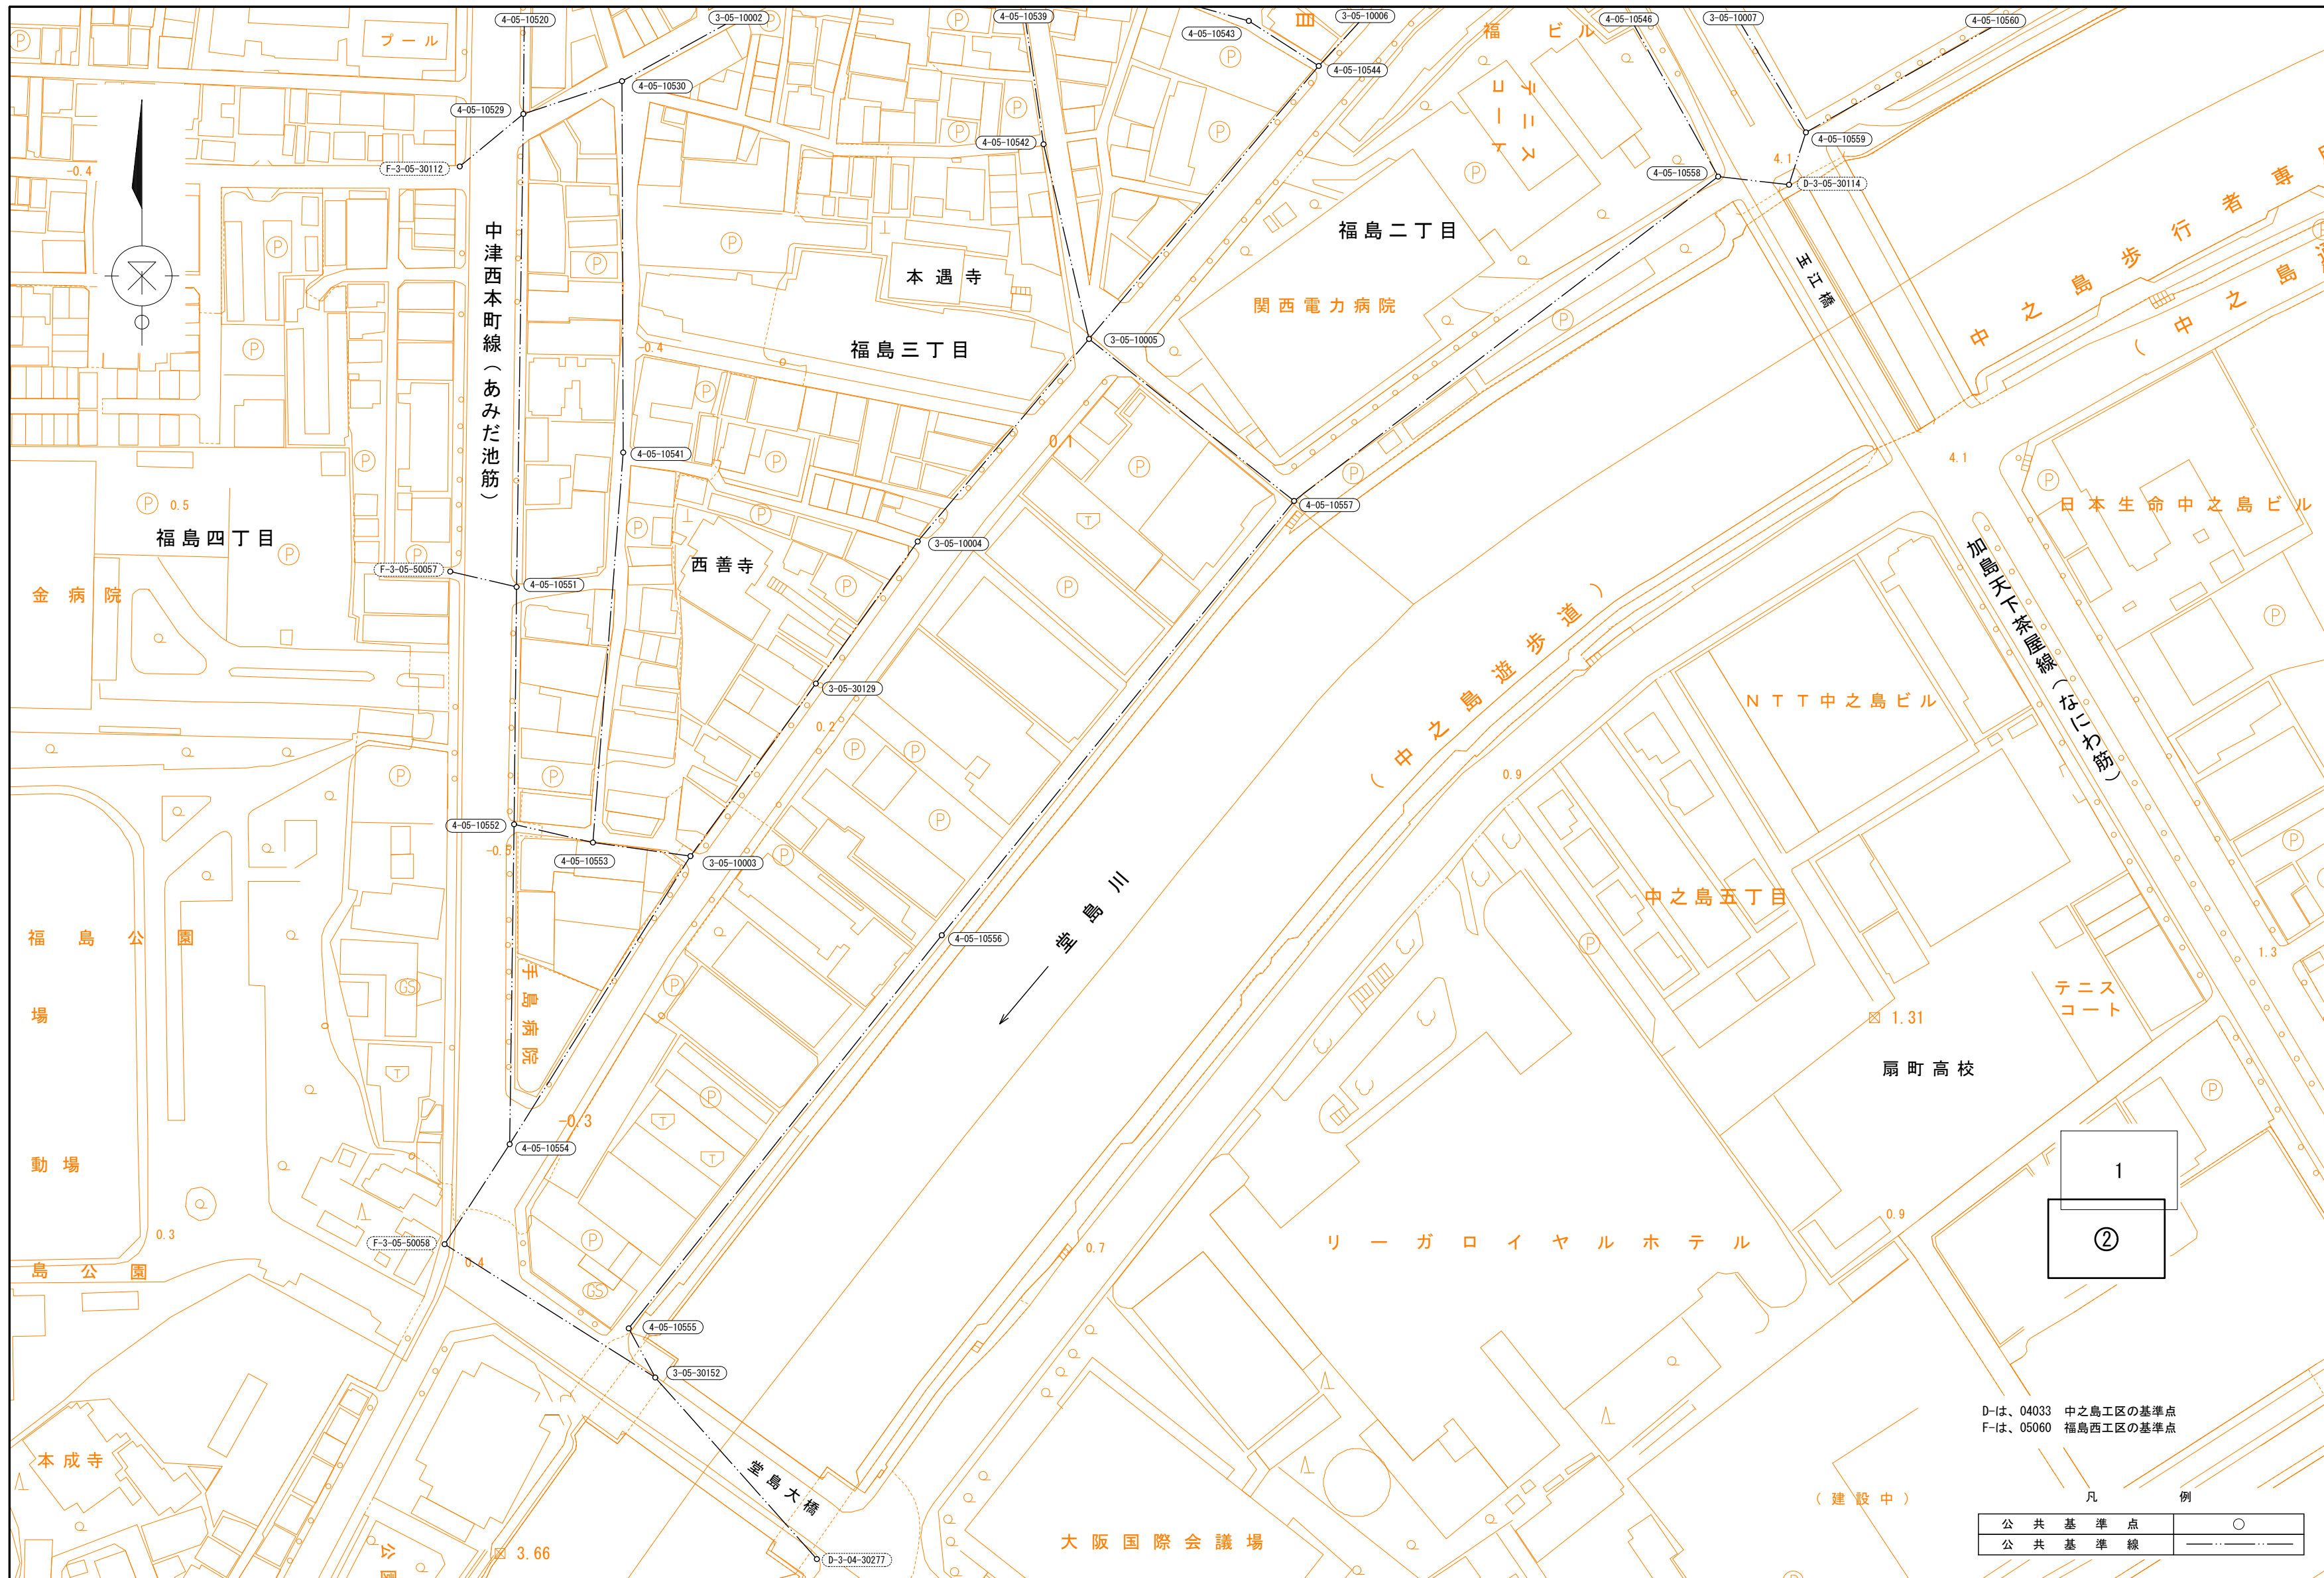 4-05-10520
3-05-10002
4-05-10539
3-05-10006
4-05-10546
3-05-10007
4-05-10560
プール
4-05-10543
福ビル
4-05-10544
4-05-10530
4-05-10529
テニス
コート
4-05-10542
4-05-10559
4.1
F-3-05-30112
-0.4
4-05-10558
D-3-05-30114
中津西本町線(あみだ池筋)
福島二丁目
玉江橋
中之島歩行者専
(中之島
本遇寺
関西電力病院
3-05-10005
福島三丁目
-0.4
0.1
4-05-10541
4.1
0.5
4-05-10557
日本生命中之島ビル
福島四丁目
3-05-10004
加島天下茶屋線(なにわ筋)
西善寺
F-3-05-50057
4-05-10551
金病院
(中之島遊歩道)
3-05-30129
NTT中之島ビル
0.2
0.9
4-05-10552
-0.5
4-05-10553
3-05-10003
中之島五丁目
堂島川
福島公園
4-05-10556
1.3
手島病院
GS
場
テニス
コート
1.31
扇町高校
-0.3
4-05-10554
動場
1
0.9
0.3
F-3-05-50058
0.4
0.7
リーガロイヤルホテル
②
島公園
GS
4-05-10555
3-05-30152
D-は、04033 中之島工区の基準点
F-は、05060 福島西工区の基準点
本成寺
堂島大橋
(建設中)
凡例
公共基準点 ○
公共基準線
大阪国際会議場
3.66
D-3-04-30277